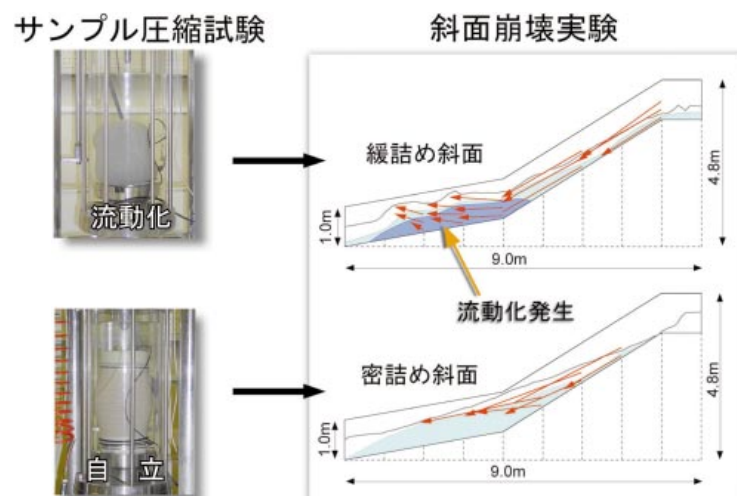 サンプル圧縮試験
斜面崩壊実験
流動化
緩詰め斜面
4.8m
1.0m
9.0m
流動化発生
自立
密詰め斜面
4.8m
1.0m
9.0m